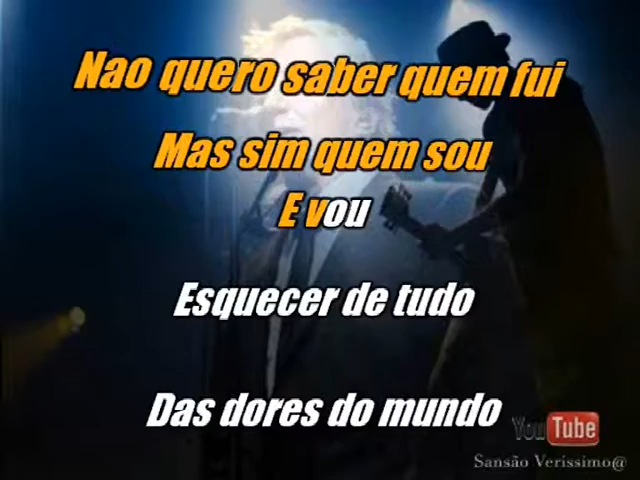 Nao quero saber quem fui
Mas sim quem sou
E vou
Esquecer de tudo
Das dores do mundo
YouTube
Sansão Verissimo@